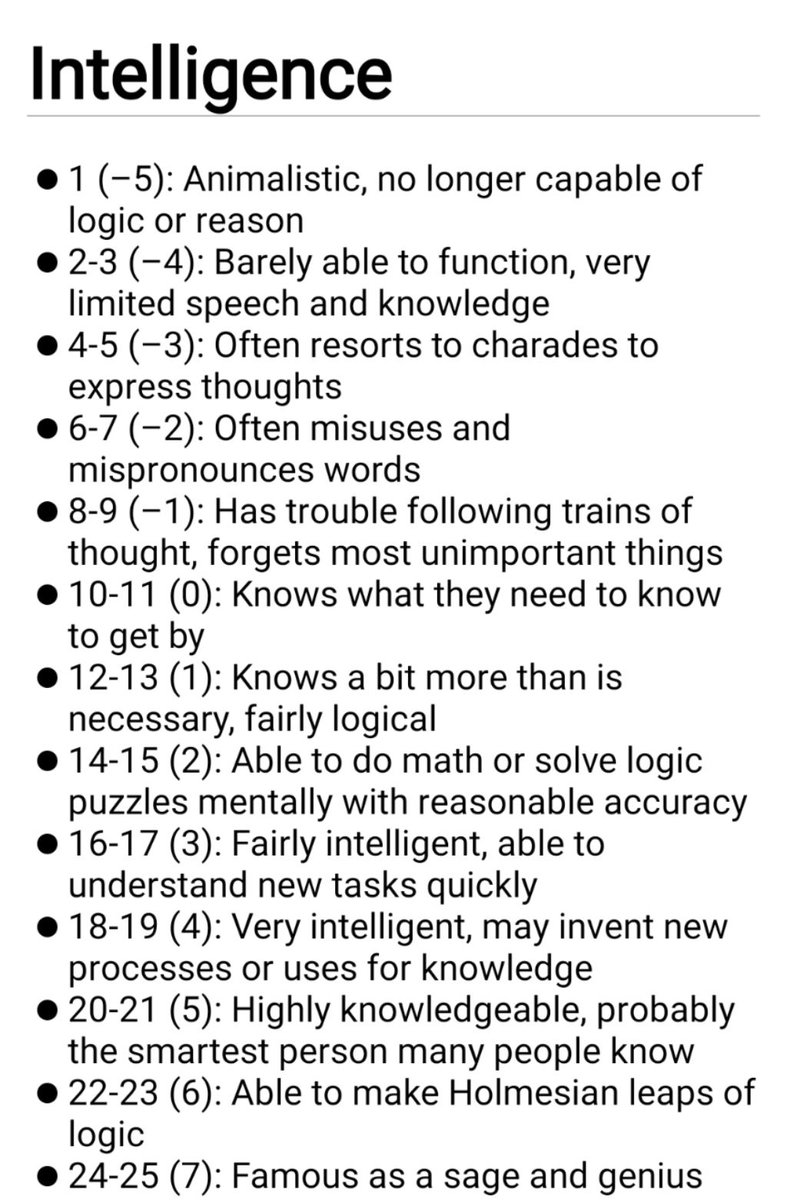 Intelligence
● 1 (−5): Animalistic, no longer capable of
logic or reason
● 2-3 (−4): Barely able to function, very
limited speech and knowledge
● 4-5 (−3): Often resorts to charades to
express thoughts
● 6-7 (−2): Often misuses and
mispronounces words
● 8-9 (−1): Has trouble following trains of
thought, forgets most unimportant things
● 10-11 (0): Knows what they need to know
to get by
● 12-13 (1): Knows a bit more than is
necessary, fairly logical
● 14-15 (2): Able to do math or solve logic
puzzles mentally with reasonable accuracy
● 16-17 (3): Fairly intelligent, able to
understand new tasks quickly
● 18-19 (4): Very intelligent, may invent new
processes or uses for knowledge
● 20-21 (5): Highly knowledgeable, probably
the smartest person many people know
● 22-23 (6): Able to make Holmesian leaps of
logic
● 24-25 (7): Famous as a sage and genius